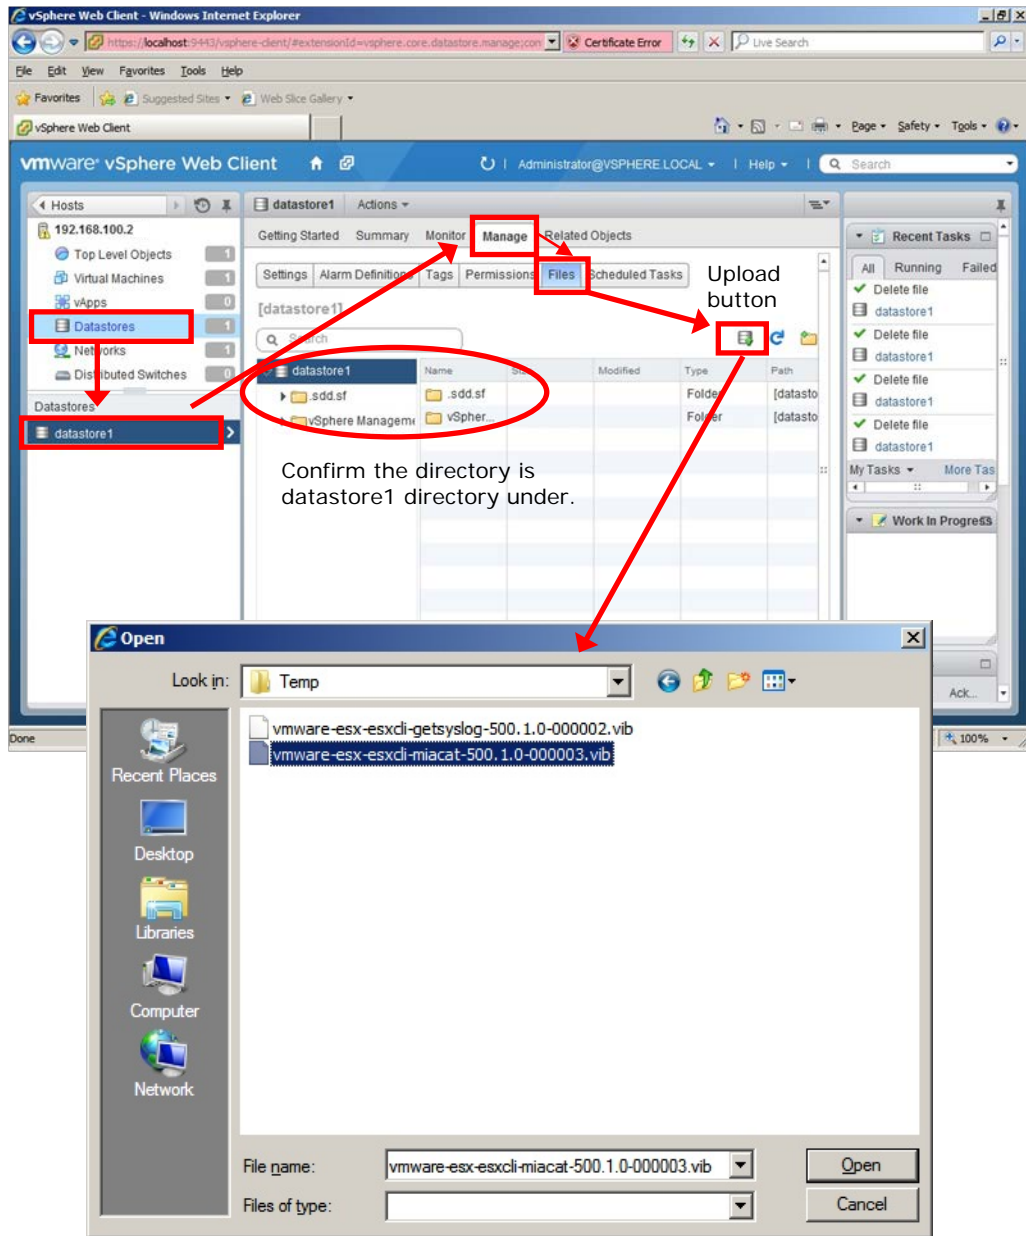 vSphere Web Client - Windows Internet Explorer
https://localhost:9443/vsphere-client/#extensionId=vsphere.core.datastore.manage;con
Certificate Error
Live Search
File Edit View Favorites Tools Help
Favorites Suggested Sites Web Slice Gallery
vSphere Web Client
Page Safety Tools
vmware vSphere Web Client
Administrator@VSPHERE.LOCAL Help Search
Hosts
192.168.100.2
Top Level Objects 1
Virtual Machines 1
vApps 0
Datastores 1
Networks 1
Distributed Switches 0
Datastores
datastore1
datastore1 Actions
Getting Started Summary Monitor Manage Related Objects
Settings Alarm Definitions Tags Permissions Files Scheduled Tasks
Upload
button
[datastore1]
Search
datastore1
.sdd.sf
vSphere Manageme
Name Modified Type Path
.sdd.sf Folder [datasto
vSpher... Folder [datasto
Confirm the directory is
datastore1 directory under.
Recent Tasks
All Running Failed
Delete file
datastore1
Delete file
datastore1
Delete file
datastore1
Delete file
datastore1
My Tasks More Tas
Work In Progress
Ack...
Done
100%
Open
Look in: Temp
vmware-esx-esxcli-getsyslog-500.1.0-000002.vib
vmware-esx-esxcli-miacat-500.1.0-000003.vib
Recent Places
Desktop
Libraries
Computer
Network
File name: vmware-esx-esxcli-miacat-500.1.0-000003.vib Open
Files of type: Cancel